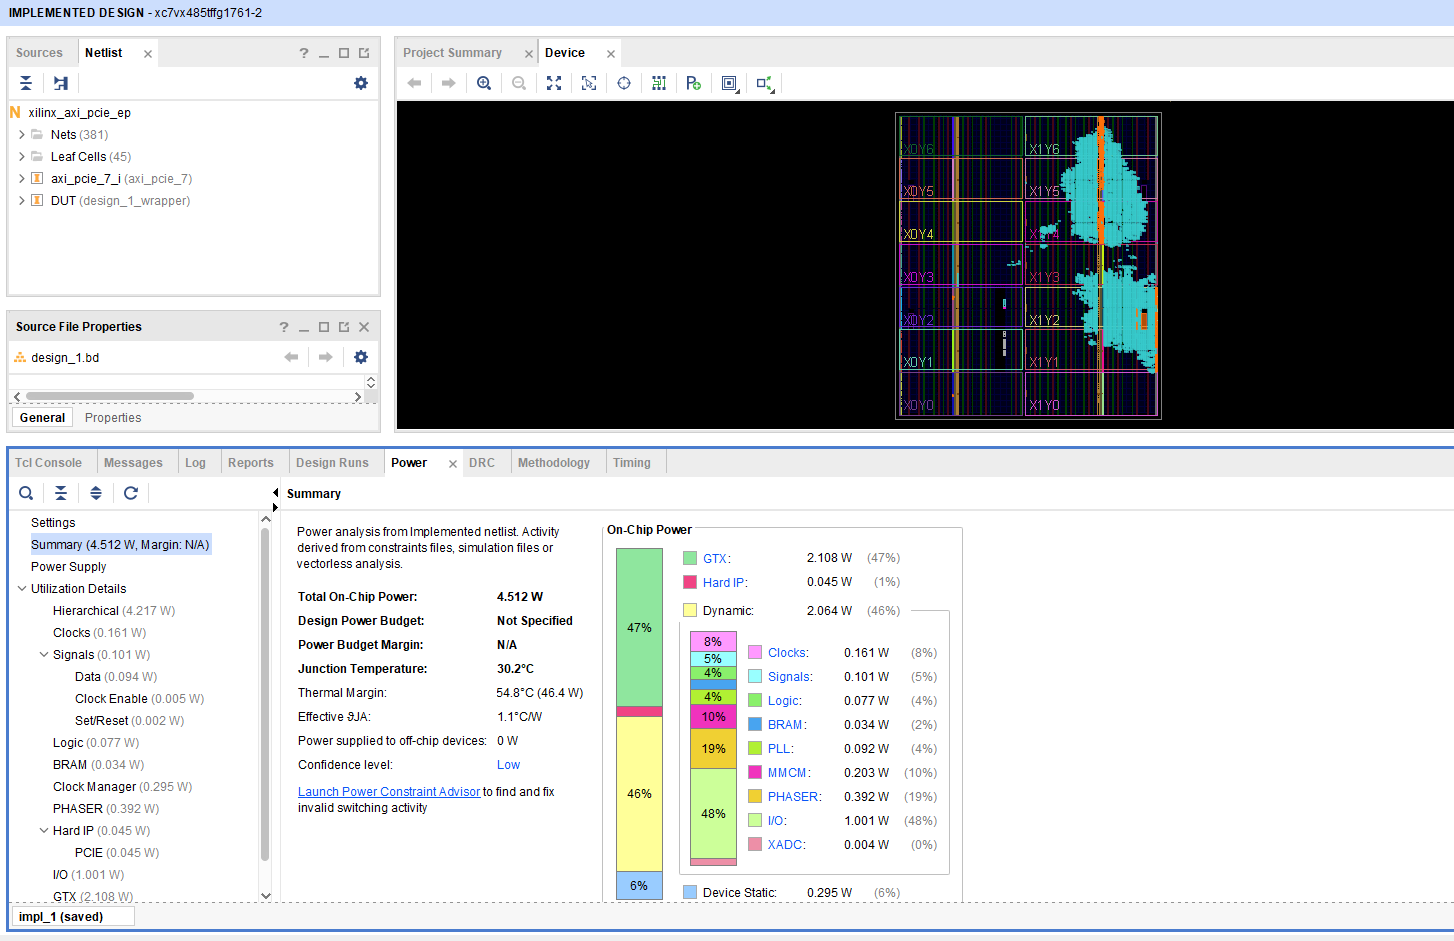 IMPLEMENTED DESIGN - xc7vx485tffg1761-2
Sources Netlist
xilinx_axi_pcie_ep
Nets (381)
Leaf Cells (45)
axi_pcie_7_i (axi_pcie_7)
DUT (design_1_wrapper)
Source File Properties
design_1.bd
General Properties
Project Summary Device
X0Y6 X1Y6
X0Y5 X1Y5
X0Y4 X1Y4
X0Y3 X1Y3
X0Y2 X1Y2
X0Y1 X1Y1
X0Y0 X1Y0
Tcl Console Messages Log Reports Design Runs Power DRC Methodology Timing
Settings
Summary (4.512 W, Margin: N/A)
Power Supply
Utilization Details
Hierarchical (4.217 W)
Clocks (0.161 W)
Signals (0.101 W)
Data (0.094 W)
Clock Enable (0.005 W)
Set/Reset (0.002 W)
Logic (0.077 W)
BRAM (0.034 W)
Clock Manager (0.295 W)
PHASER (0.392 W)
Hard IP (0.045 W)
PCIE (0.045 W)
I/O (1.001 W)
GTX (2.108 W)
Summary
Power analysis from Implemented netlist. Activity
derived from constraints files, simulation files or
vectorless analysis.
Total On-Chip Power: 4.512 W
Design Power Budget: Not Specified
Power Budget Margin: N/A
Junction Temperature: 30.2°C
Thermal Margin: 54.8°C (46.4 W)
Effective ϑJA: 1.1°C/W
Power supplied to off-chip devices: 0 W
Confidence level: Low
Launch Power Constraint Advisor to find and fix
invalid switching activity
On-Chip Power
47%
46%
6%
GTX: 2.108 W (47%)
Hard IP: 0.045 W (1%)
Dynamic: 2.064 W (46%)
8%
5%
4%
4%
10%
19%
48%
Clocks: 0.161 W (8%)
Signals: 0.101 W (5%)
Logic: 0.077 W (4%)
BRAM: 0.034 W (2%)
PLL: 0.092 W (4%)
MMCM: 0.203 W (10%)
PHASER: 0.392 W (19%)
I/O: 1.001 W (48%)
XADC: 0.004 W (0%)
Device Static: 0.295 W (6%)
impl_1 (saved)